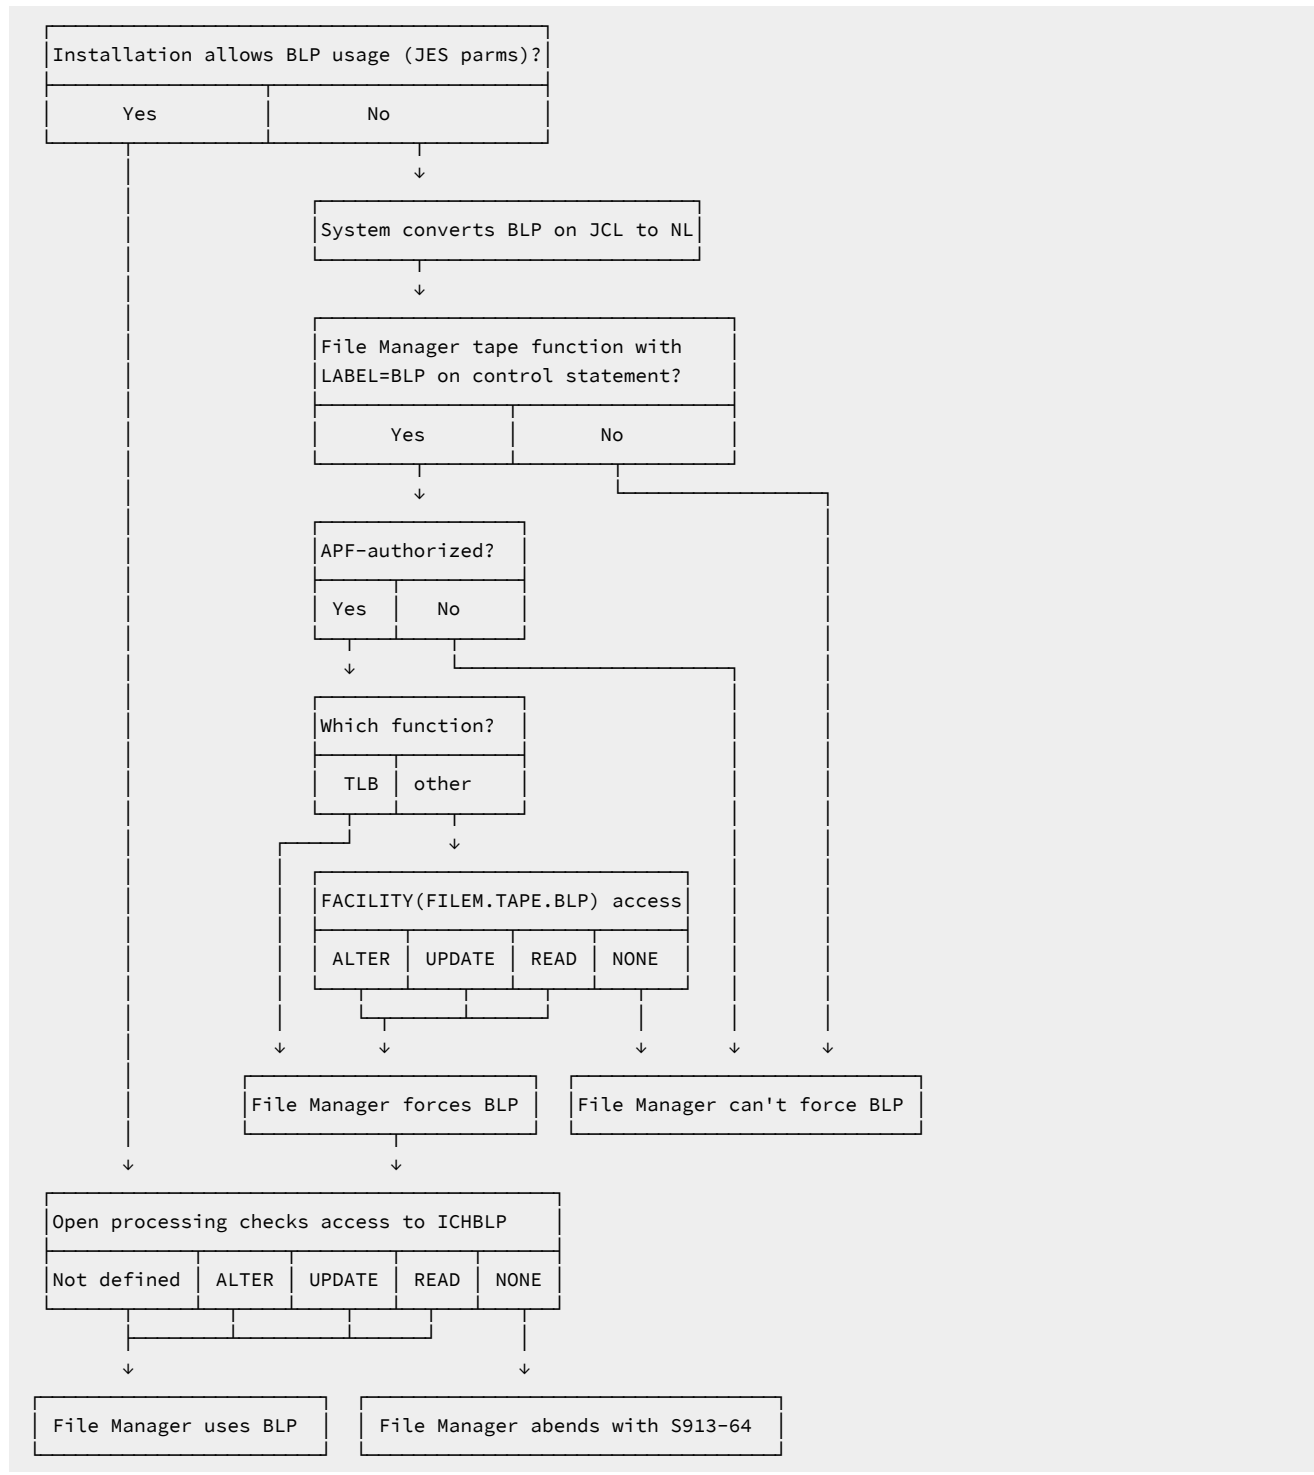 Installation allows BLP usage (JES parms)?
Yes No
System converts BLP on JCL to NL
File Manager tape function with
LABEL=BLP on control statement?
Yes No
APF-authorized?
Yes No
Which function?
TLB other
FACILITY(FILEM.TAPE.BLP) access
ALTER UPDATE READ NONE
File Manager forces BLP File Manager can't force BLP
Open processing checks access to ICHBLP
Not defined ALTER UPDATE READ NONE
File Manager uses BLP File Manager abends with S913-64